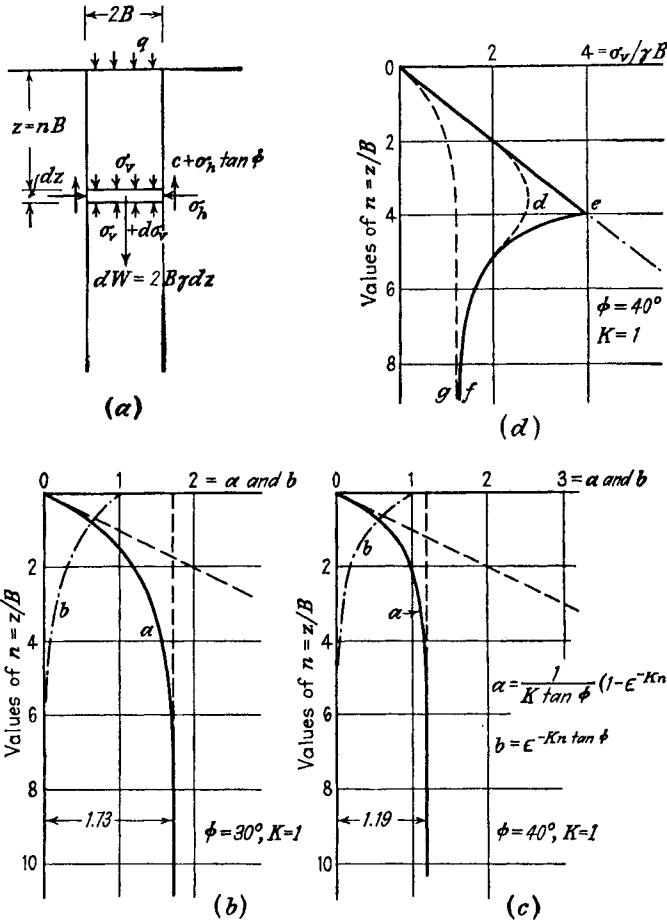 2B
q
z=nB
σv
c+σh tan ϕ
dz
σh
σv+dσv
dW=2Bγdz
(a)
0 2 4 =σv/γB
0
2
4
6
8
Values of n = z/B
d
e
ϕ=40°
K=1
g f
(d)
0 1 2 = a and b
2
4
6
8
10
Values of n = z/B
b
a
1.73
ϕ=30°, K=1
(b)
0 1 2 3 =a and b
0
2
4
6
8
10
Values of n = z/B
b
a
a = 1/(K tan ϕ) (1-ϵ^-Kn
b = ϵ^-Kn tan ϕ
1.19
ϕ=40°, K=1
(c)